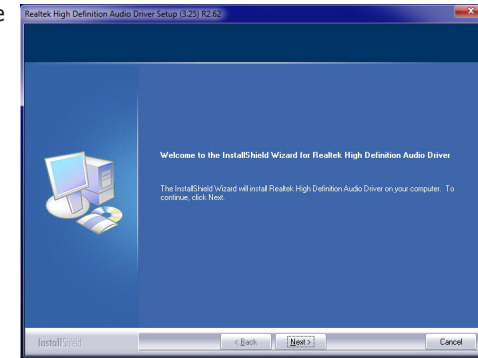 e
Realtek High Definition Audio Driver Setup (3.25) R2.62
Welcome to the InstallShield Wizard for Realtek High Definition Audio Driver
The InstallShield Wizard will install Realtek High Definition Audio Driver on your computer. To
continue, click Next.
InstallShield
< Back
Next >
Cancel